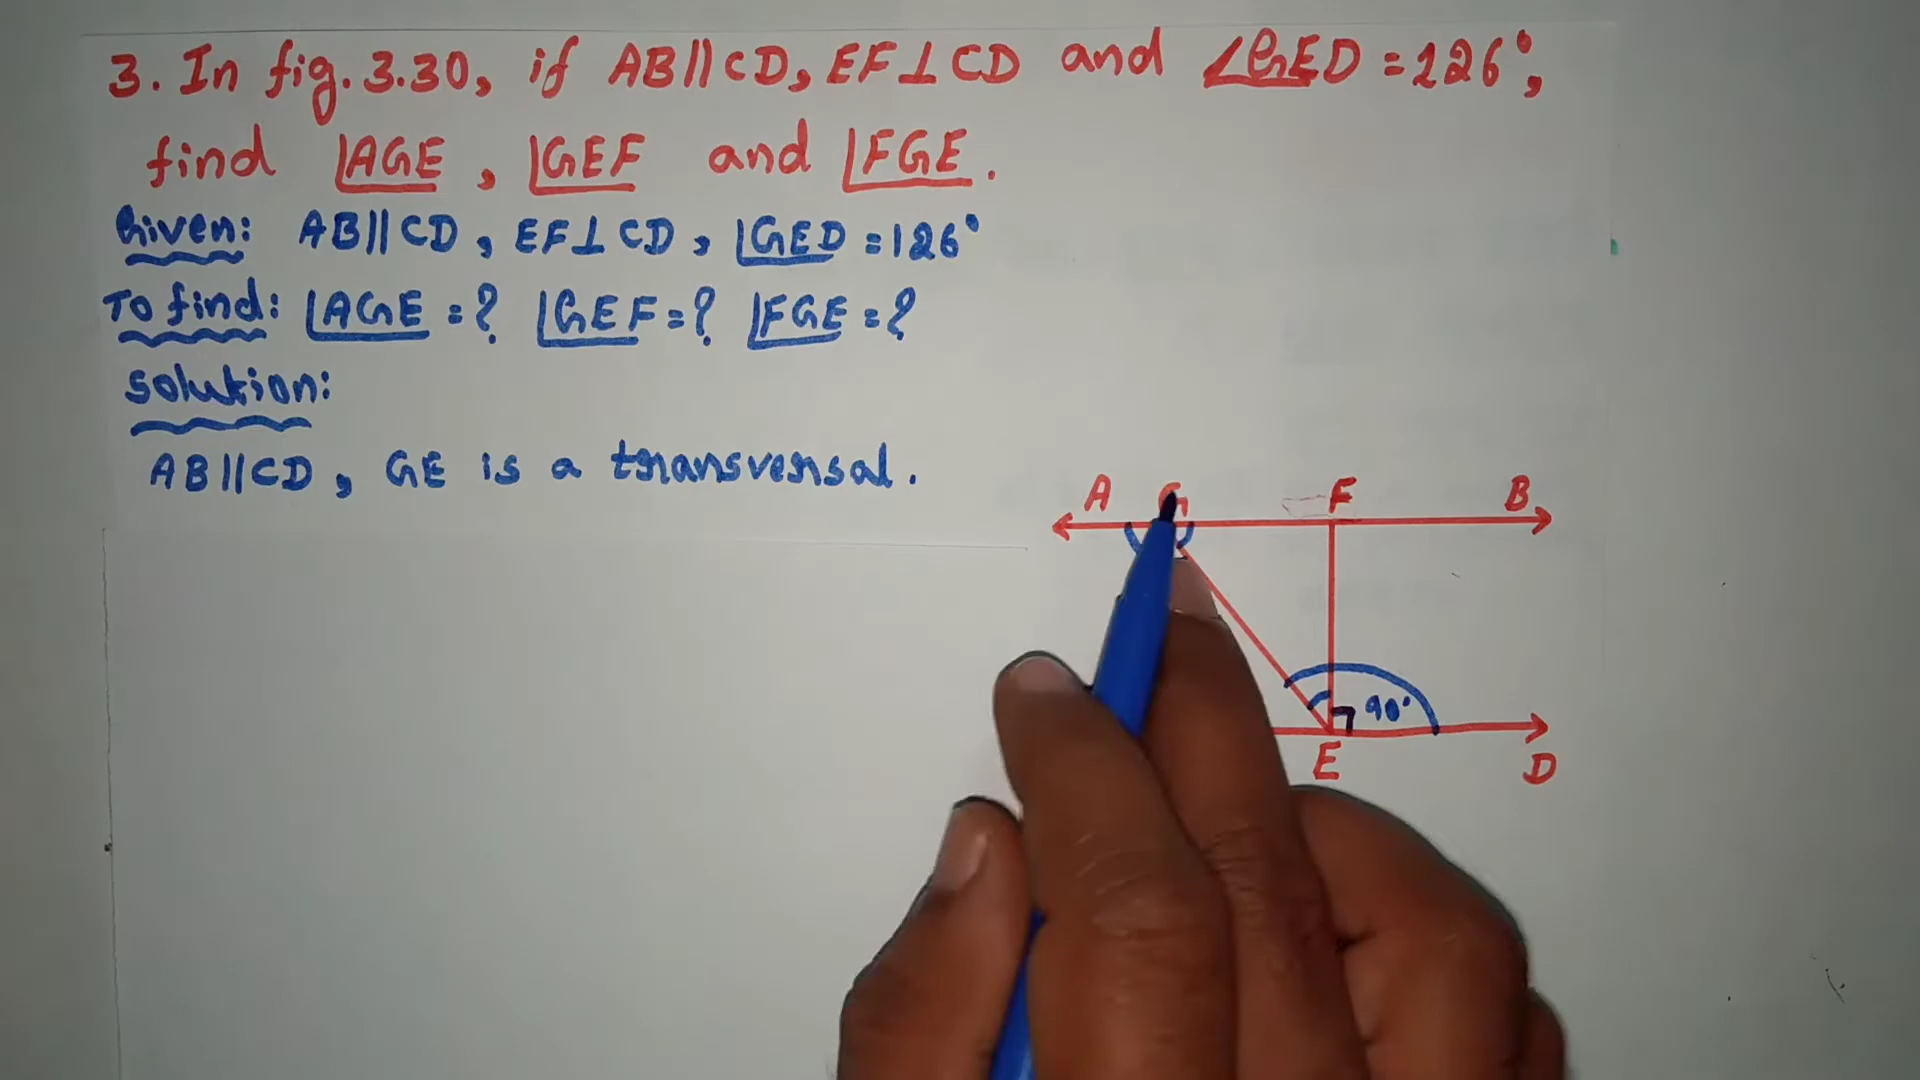 3. In fig. 3.30, if AB||CD, EF⊥CD and ∠GED = 126°,
find ∠AGE, ∠GEF and ∠FGE.
Given: AB||CD, EF⊥CD, ∠GED = 126°
To find: ∠AGE = ? ∠GEF = ? ∠FGE = ?
Solution:
AB||CD, GE is a transversal.
A G F B
90°
E D